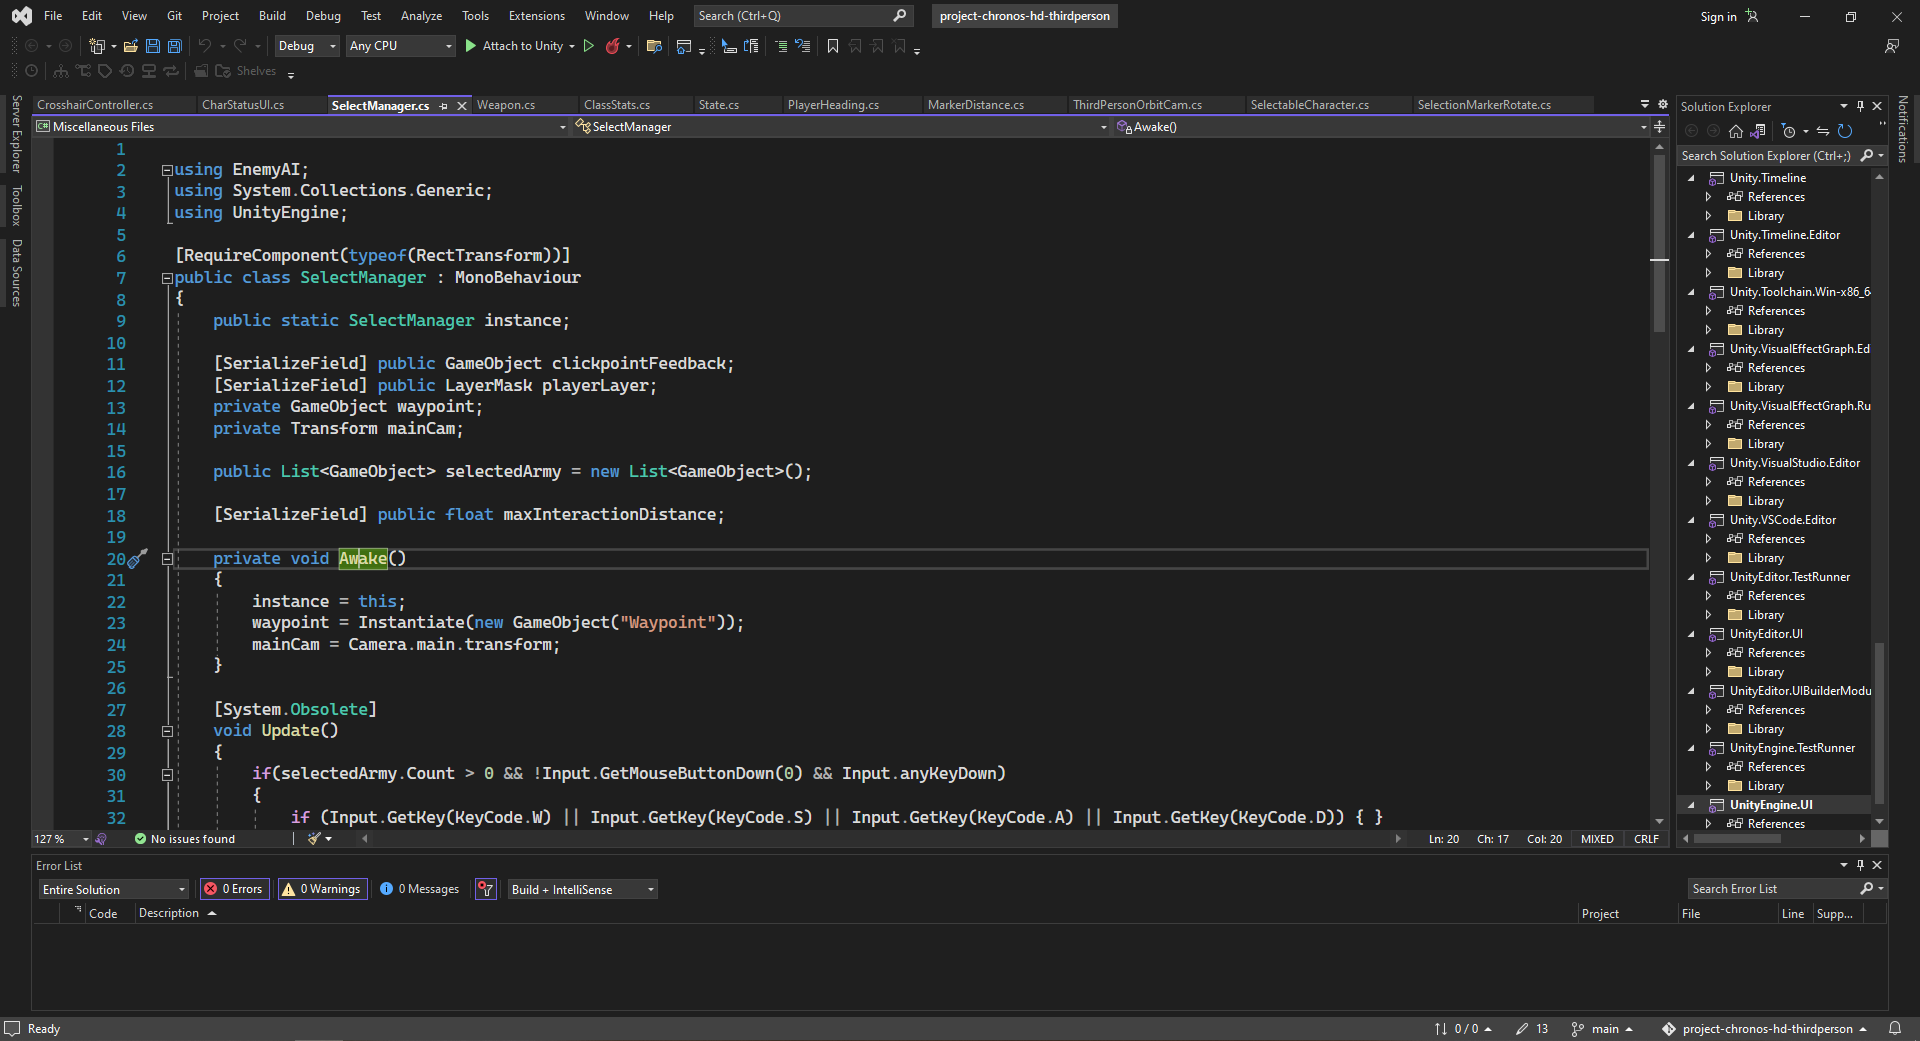 File Edit View Git Project Build Debug Test Analyze Tools Extensions Window Help Search (Ctrl+Q) project-chronos-hd-thirdperson Sign in
Debug Any CPU Attach to Unity
Shelves
Server Explorer
Toolbox
Data Sources
CrosshairController.cs CharStatusUI.cs SelectManager.cs Weapon.cs ClassStats.cs State.cs PlayerHeading.cs MarkerDistance.cs ThirdPersonOrbitCam.cs SelectableCharacter.cs SelectionMarkerRotate.cs
Miscellaneous Files SelectManager Awake()
1
2 using EnemyAI;
3 using System.Collections.Generic;
4 using UnityEngine;
5
6 [RequireComponent(typeof(RectTransform))]
7 public class SelectManager : MonoBehaviour
8 {
9 public static SelectManager instance;
10
11 [SerializeField] public GameObject clickpointFeedback;
12 [SerializeField] public LayerMask playerLayer;
13 private GameObject waypoint;
14 private Transform mainCam;
15
16 public List<GameObject> selectedArmy = new List<GameObject>();
17
18 [SerializeField] public float maxInteractionDistance;
19
20 private void Awake()
21 {
22 instance = this;
23 waypoint = Instantiate(new GameObject("Waypoint"));
24 mainCam = Camera.main.transform;
25 }
26
27 [System.Obsolete]
28 void Update()
29 {
30 if(selectedArmy.Count > 0 && !Input.GetMouseButtonDown(0) && Input.anyKeyDown)
31 {
32 if (Input.GetKey(KeyCode.W) || Input.GetKey(KeyCode.S) || Input.GetKey(KeyCode.A) || Input.GetKey(KeyCode.D)) { }
127 % No issues found Ln: 20 Ch: 17 Col: 20 MIXED CRLF
Solution Explorer
Search Solution Explorer (Ctrl+;)
Unity.Timeline
References
Library
Unity.Timeline.Editor
References
Library
Unity.Toolchain.Win-x86_6
References
Library
Unity.VisualEffectGraph.Ed
References
Library
Unity.VisualEffectGraph.Ru
References
Library
Unity.VisualStudio.Editor
References
Library
Unity.VSCode.Editor
References
Library
UnityEditor.TestRunner
References
Library
UnityEditor.UI
References
Library
UnityEditor.UIBuilderModu
References
Library
UnityEngine.TestRunner
References
Library
UnityEngine.UI
References
Notifications
Error List
Entire Solution 0 Errors 0 Warnings 0 Messages Build + IntelliSense Search Error List
Code Description Project File Line Supp...
Ready 0 / 0 13 main project-chronos-hd-thirdperson